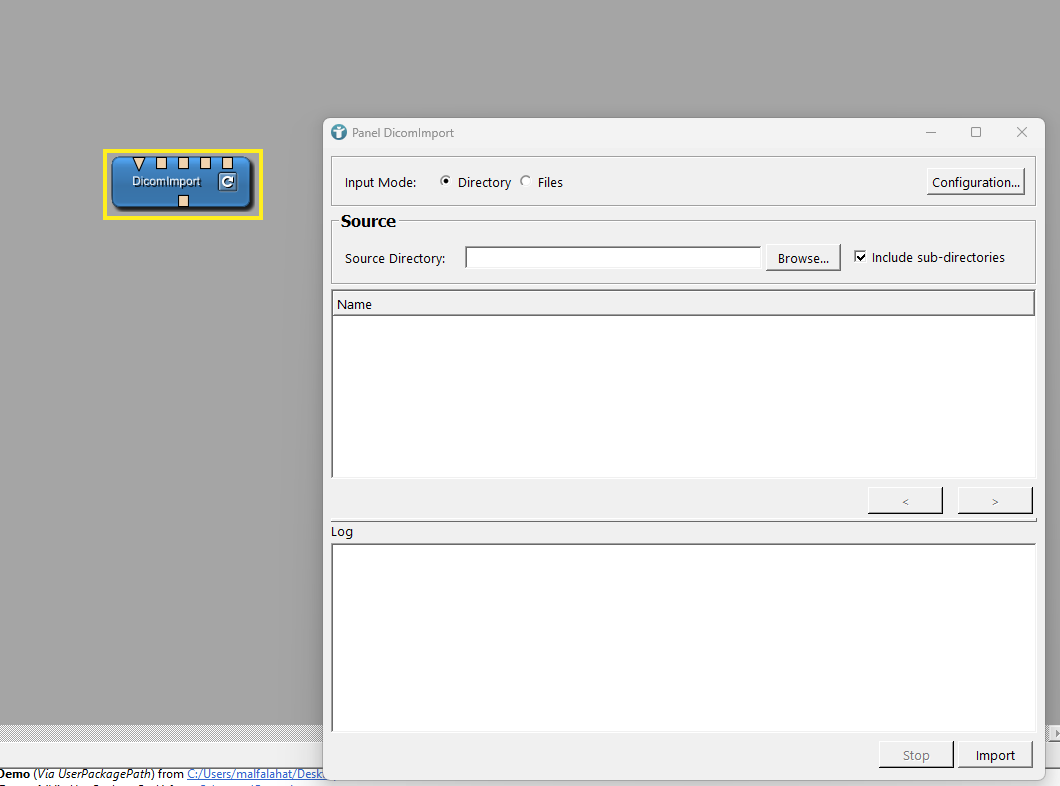 DicomImport
Panel DicomImport
Input Mode: Directory Files Configuration...
Source
Source Directory: Browse... Include sub-directories
Name
< >
Log
Stop Import
Demo (Via UserPackagePath) from C:/Users/malfalahat/Desk